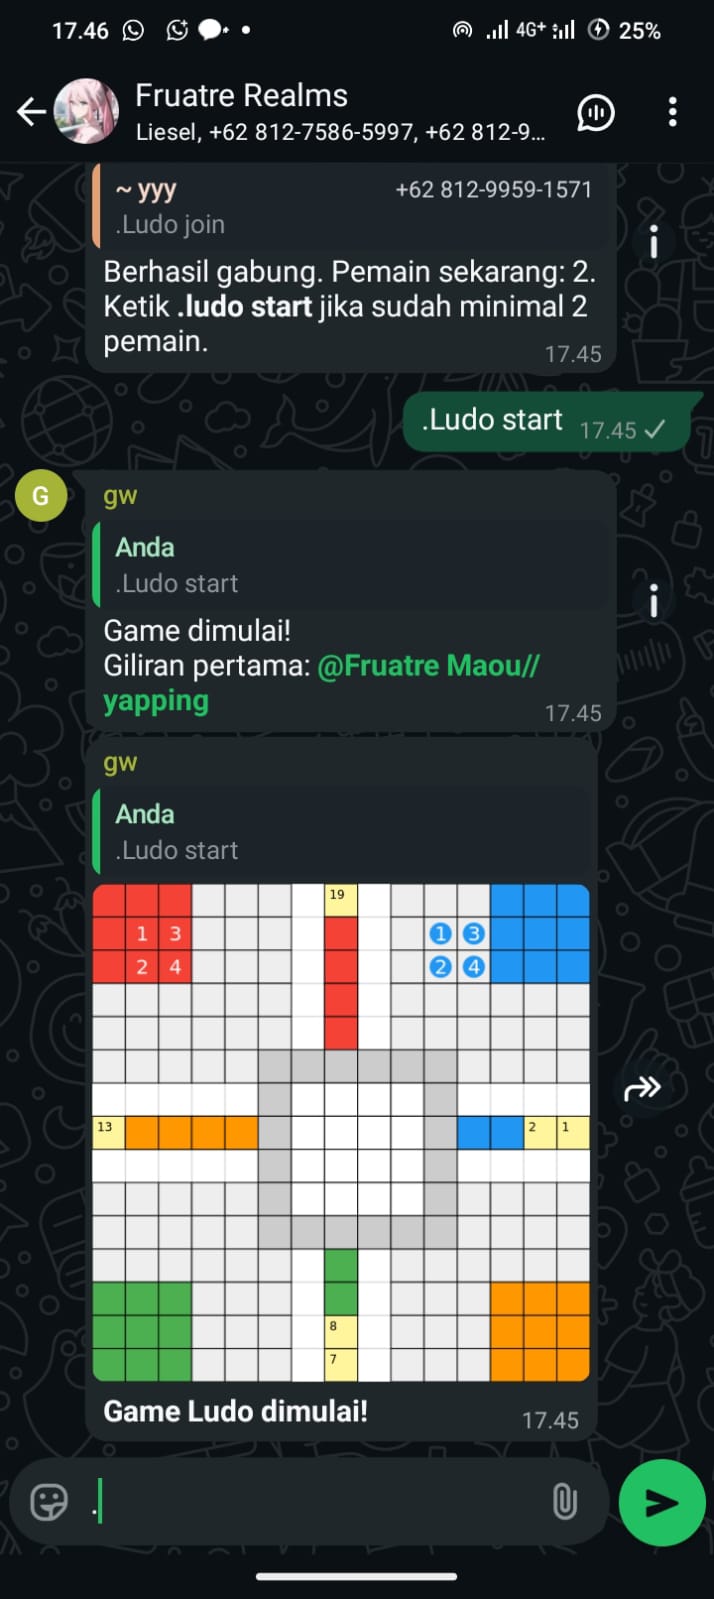 17.46
4G+
25%
Fruatre Realms
Liesel, +62 812-7586-5997, +62 812-9...
~ yyy +62 812-9959-1571
.Ludo join
Berhasil gabung. Pemain sekarang: 2.
Ketik .ludo start jika sudah minimal 2
pemain.
17.45
.Ludo start 17.45
G
gw
Anda
.Ludo start
Game dimulai!
Giliran pertama: @Fruatre Maou//
yapping
17.45
gw
Anda
.Ludo start
19
1 3 1 3
2 4 2 4
13 2 1
8
7
Game Ludo dimulai!
17.45
.